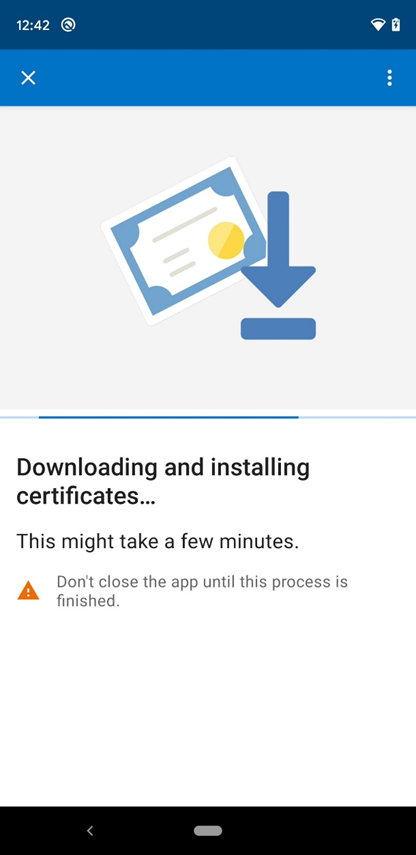 12:42
Downloading and installing
certificates…
This might take a few minutes.
Don't close the app until this process is
finished.